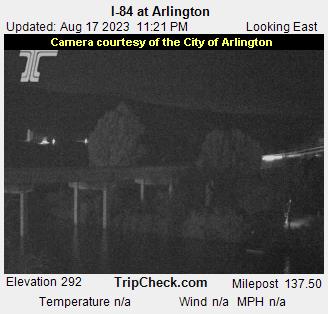 I-84 at Arlington
Updated: Aug 17 2023 11:21 PM Looking East
Camera courtesy of the City of Arlington
Elevation 292 TripCheck.com Milepost 137.50
Temperature n/a Wind n/a MPH n/a